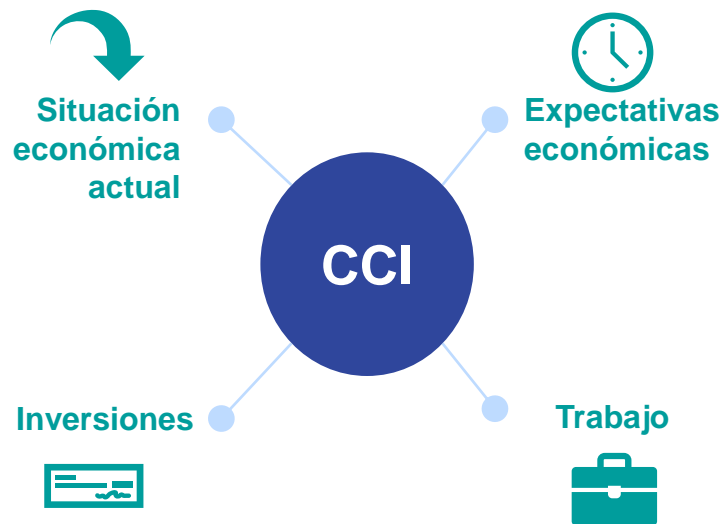 Situación
económica
actual
Expectativas
económicas
CCI
Inversiones
Trabajo